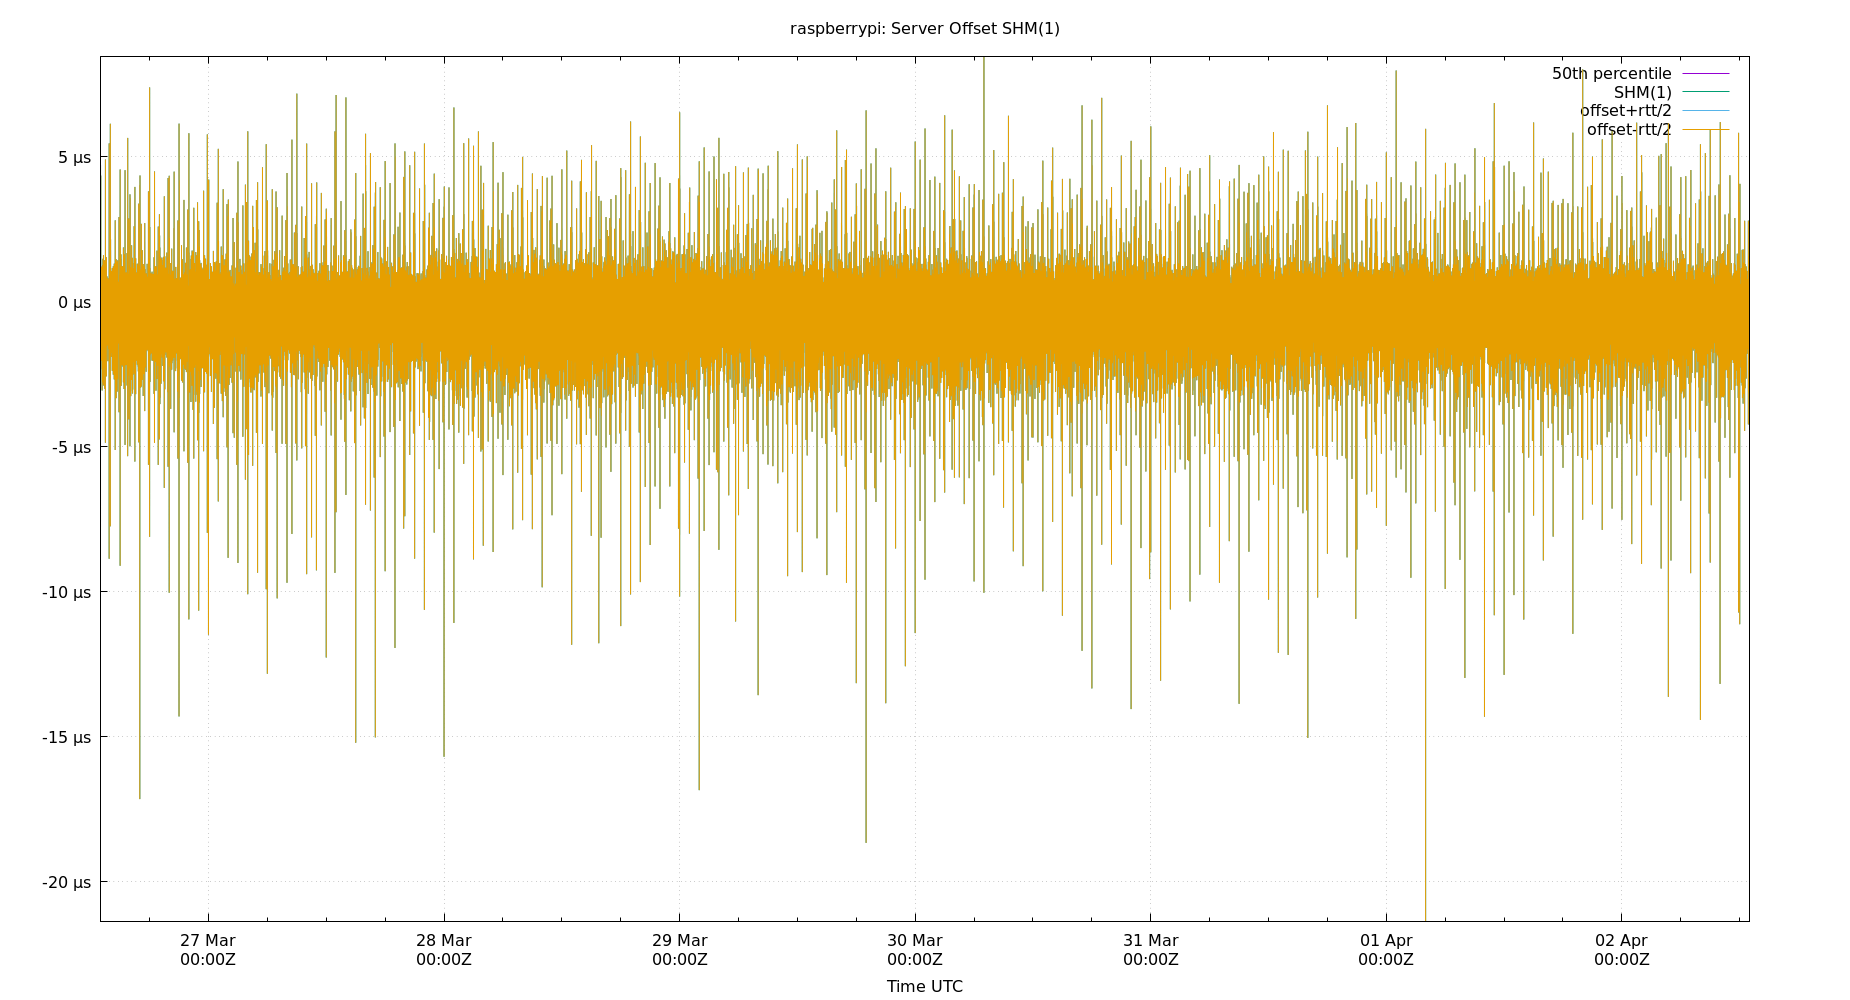 raspberrypi: Server Offset SHM(1)
50th percentile
SHM(1)
offset+rtt/2
offset-rtt/2
5 µs
0 µs
-5 µs
-10 µs
-15 µs
-20 µs
27 Mar 28 Mar 29 Mar 30 Mar 31 Mar 01 Apr 02 Apr
00:00Z 00:00Z 00:00Z 00:00Z 00:00Z 00:00Z 00:00Z
Time UTC